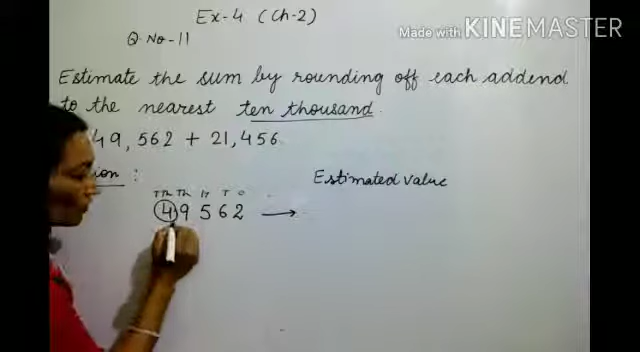 Ex-4 (Ch-2)
Made with KINEMASTER
Q.No-11
Estimate the sum by rounding off each addend
to the nearest ten thousand.
49,562 + 21,456
Estimated value
TTh Th H T O
49562 →